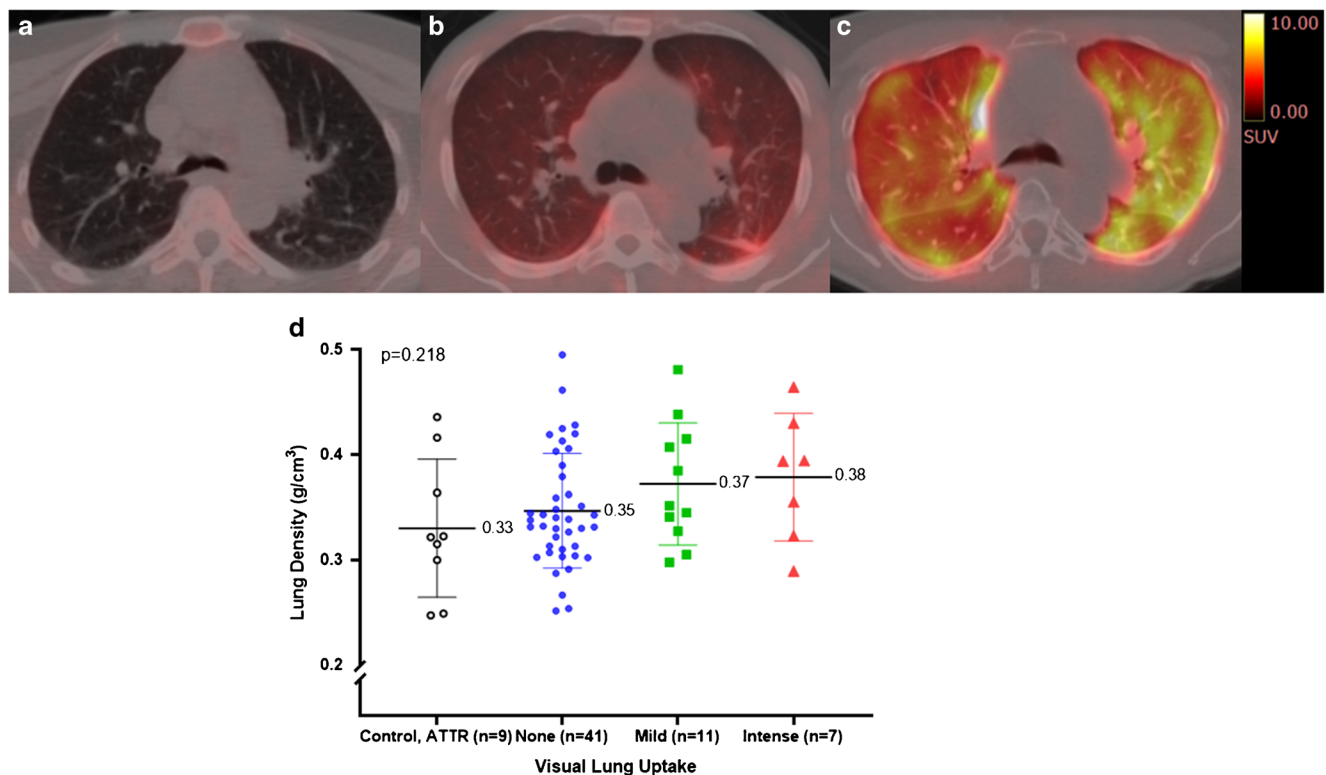 a
b
c
10.00
0.00
SUV
d
p=0.218
0.5
0.4
0.3
0.2
Lung Density (g/cm³)
0.33
0.35
0.37
0.38
Control, ATTR (n=9) None (n=41) Mild (n=11) Intense (n=7)
Visual Lung Uptake